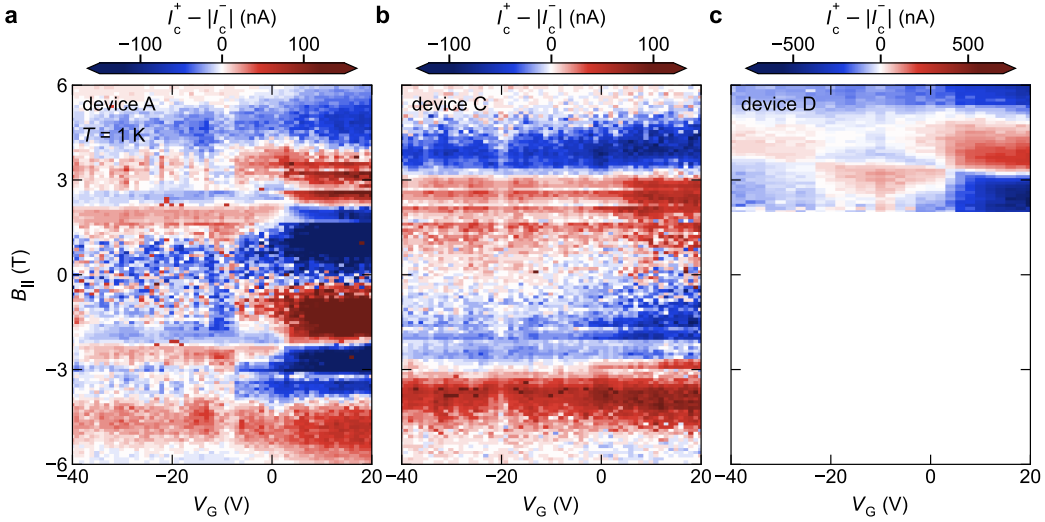 a
I_c^+ − |I_c^-| (nA)
−100 0 100
device A
T = 1 K
6
3
0
−3
−6
B_|| (T)
−40 −20 0 20
V_G (V)
b
I_c^+ − |I_c^-| (nA)
−100 0 100
device C
−40 −20 0 20
V_G (V)
c
I_c^+ − |I_c^-| (nA)
−500 0 500
device D
−40 −20 0 20
V_G (V)